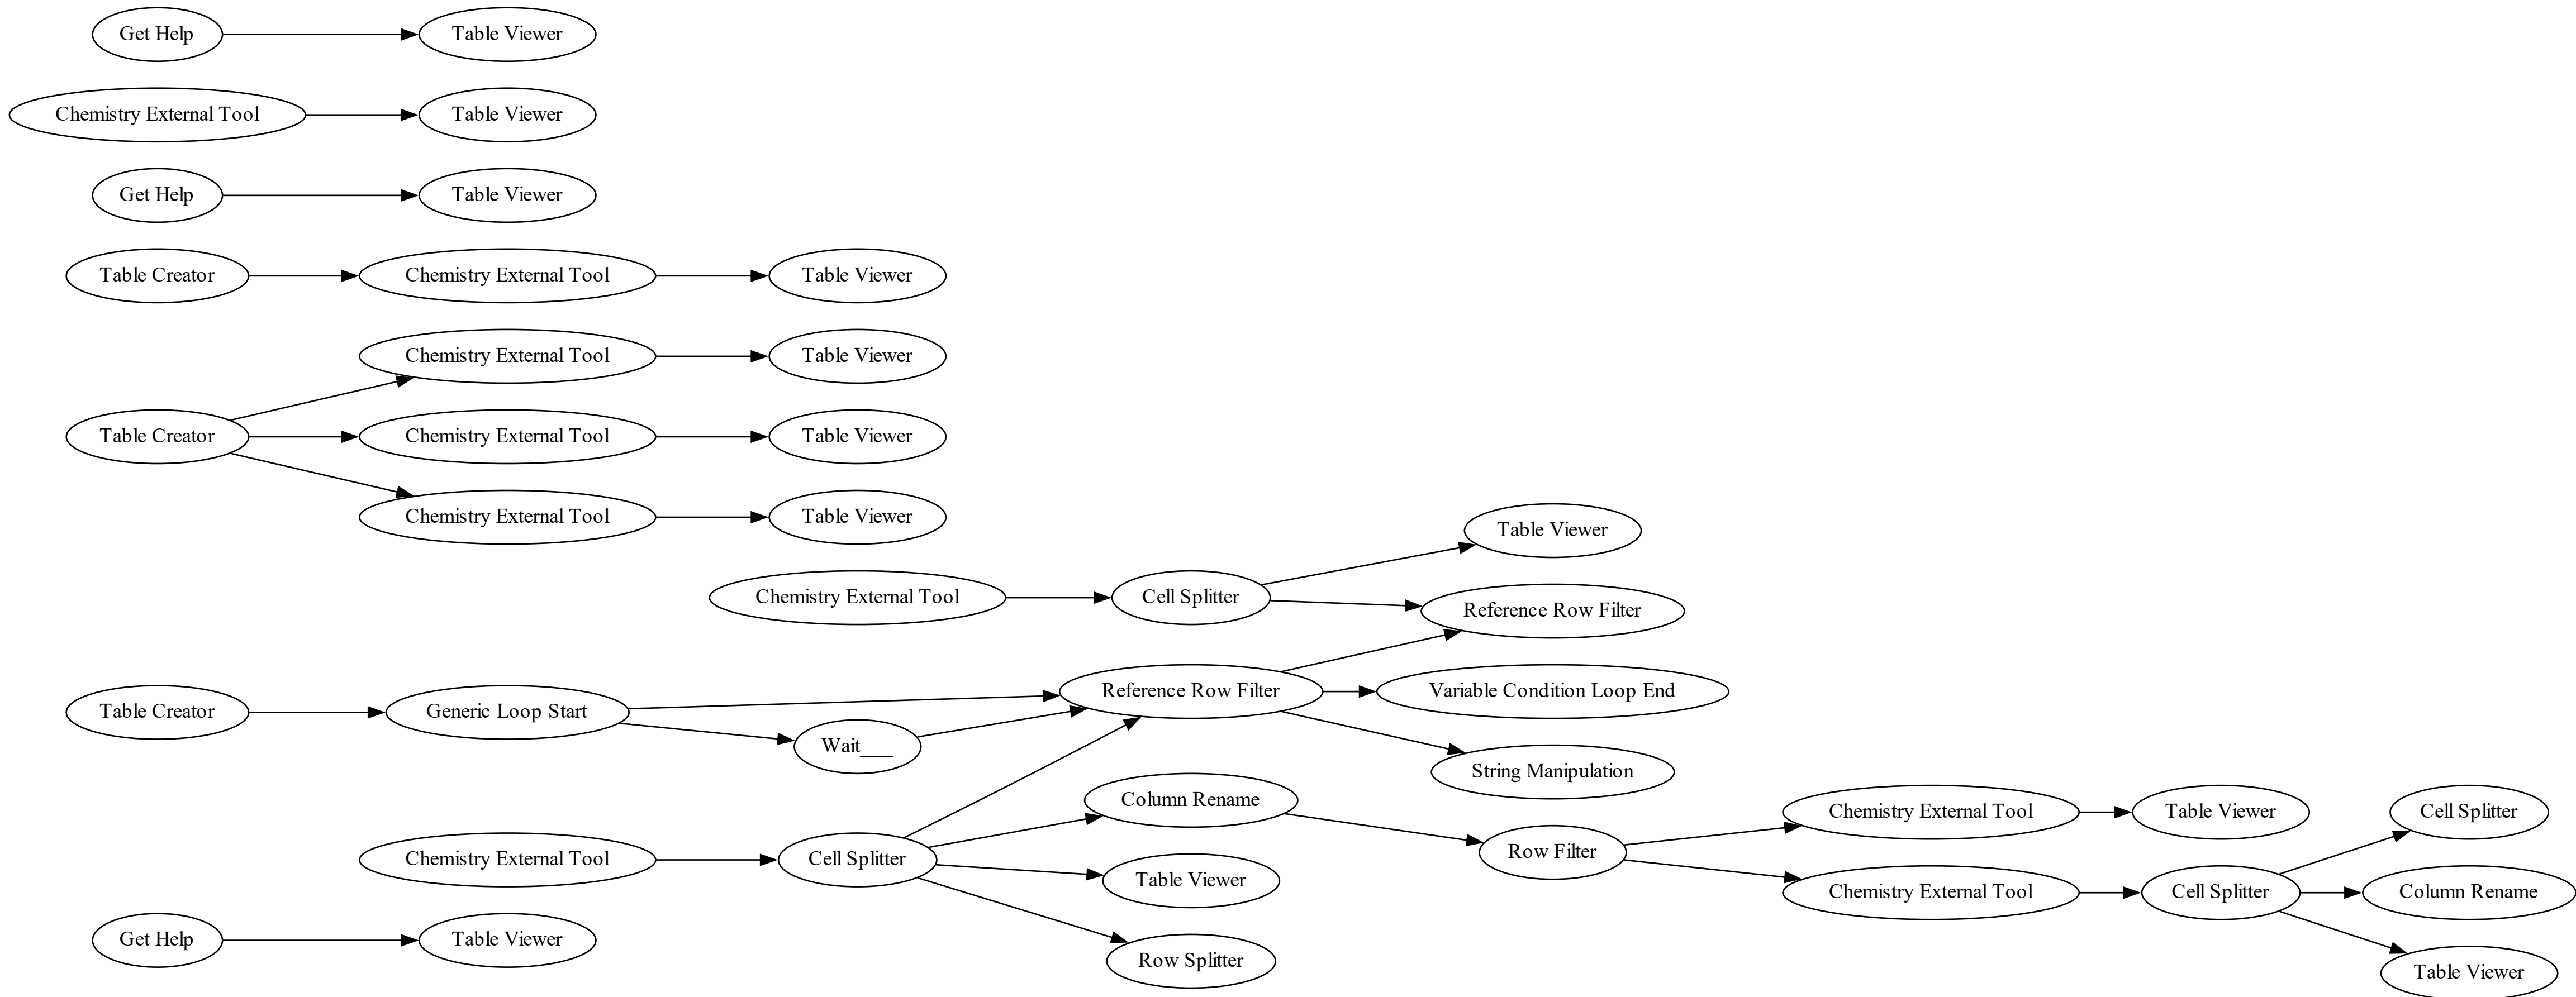 Get Help
Table Viewer
Chemistry External Tool
Table Viewer
Get Help
Table Viewer
Table Creator
Chemistry External Tool
Table Viewer
Chemistry External Tool
Table Viewer
Table Creator
Chemistry External Tool
Table Viewer
Chemistry External Tool
Table Viewer
Table Viewer
Chemistry External Tool
Cell Splitter
Reference Row Filter
Reference Row Filter
Variable Condition Loop End
Table Creator
Generic Loop Start
Wait___
String Manipulation
Column Rename
Chemistry External Tool
Table Viewer
Cell Splitter
Chemistry External Tool
Cell Splitter
Row Filter
Table Viewer
Chemistry External Tool
Cell Splitter
Column Rename
Get Help
Table Viewer
Row Splitter
Table Viewer